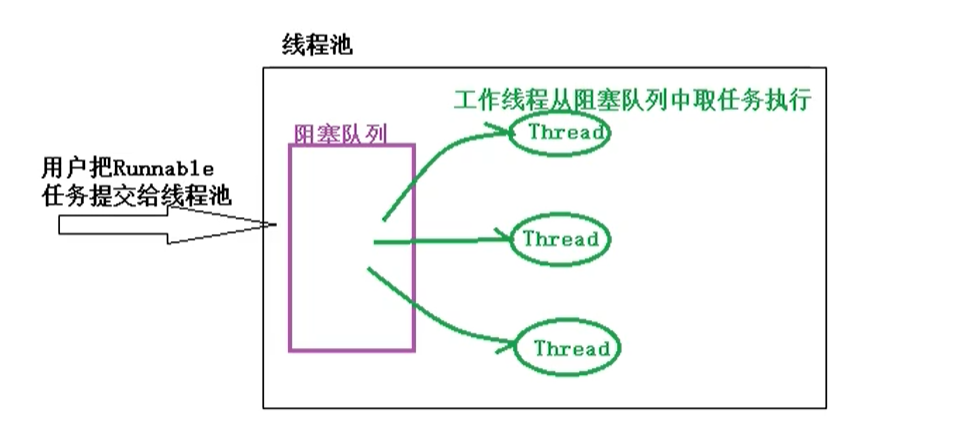 线程池
工作线程从阻塞队列中取任务执行
阻塞队列
Thread
用户把Runnable
任务提交给线程池
Thread
Thread